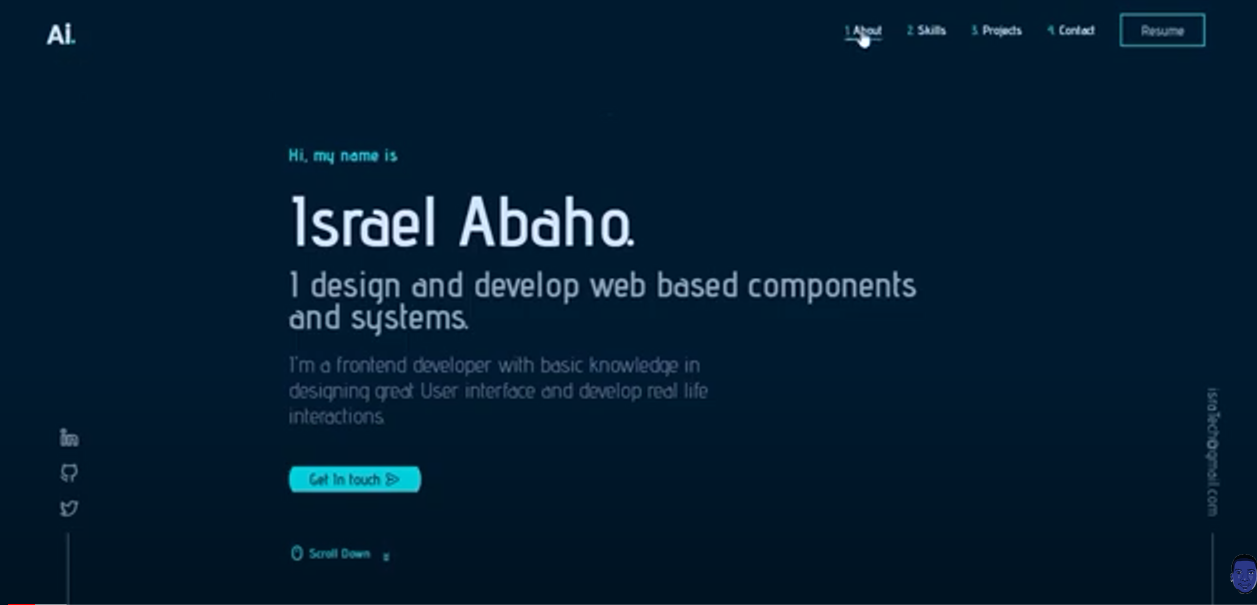 Ai.
1 About 2 Skills 3 Projects 4 Contact Resume
Hi, my name is
Israel Abaho.
I design and develop web based components
and systems.
I'm a frontend developer with basic knowledge in
designing great User interface and develop real life
interactions.
Get In touch
Scroll Down
isra7ech@gmail.com